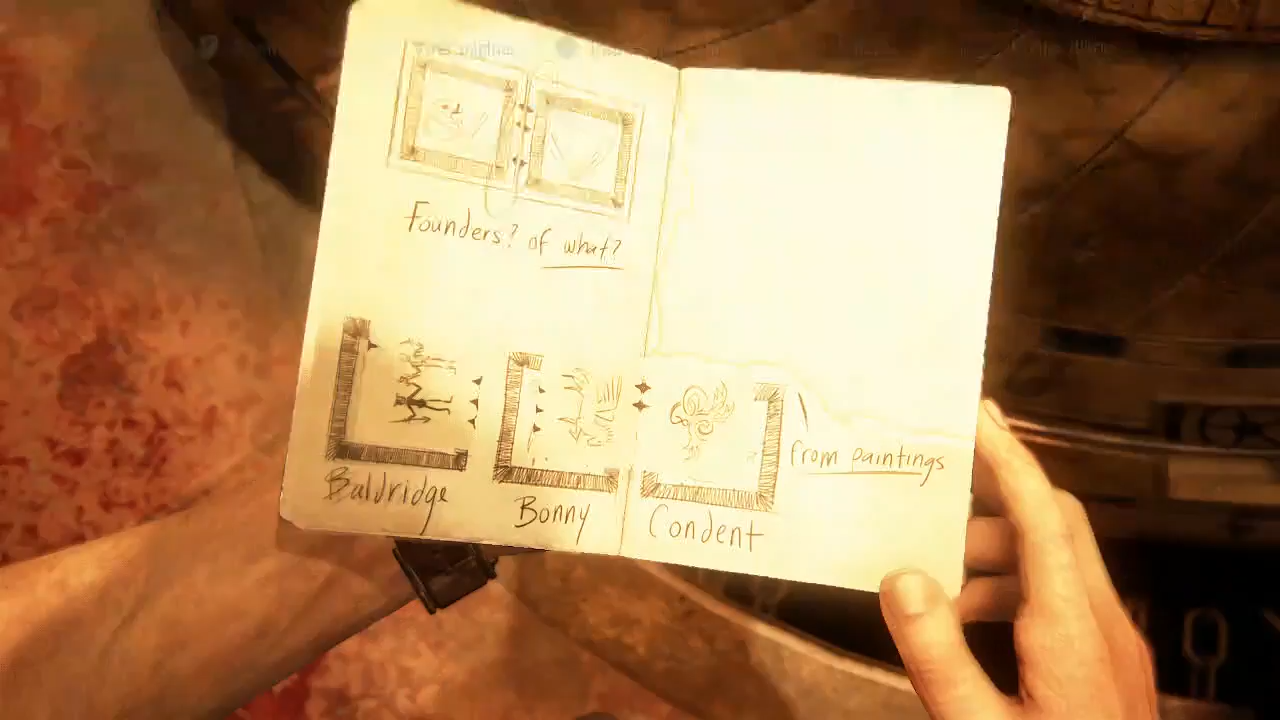 Founders? of what?
Baldridge
Bonny
Condent
from paintings